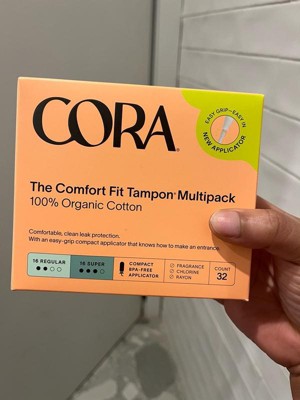 EASY GRIP–EASY IN
NEW APPLICATOR
CORA®
The Comfort Fit Tampon™ Multipack
100% Organic Cotton
Comfortable, clean leak protection.
With an easy-grip compact applicator that knows how to make an entrance.
16 REGULAR
16 SUPER
COMPACT
BPA-FREE
APPLICATOR
FRAGRANCE
CHLORINE
RAYON
COUNT
32